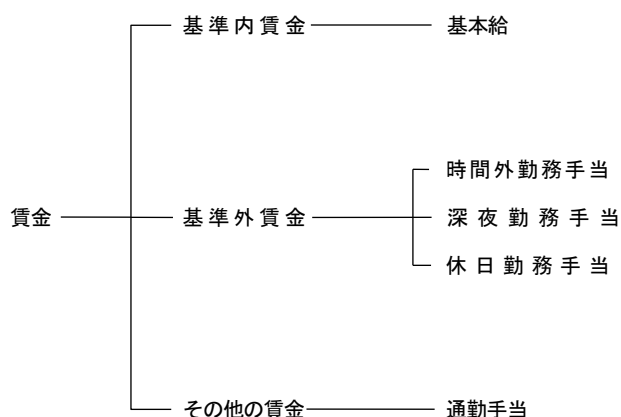 基準内賃金
基本給
時間外勤務手当
賃金
基準外賃金
深夜勤務手当
休日勤務手当
その他の賃金
通勤手当